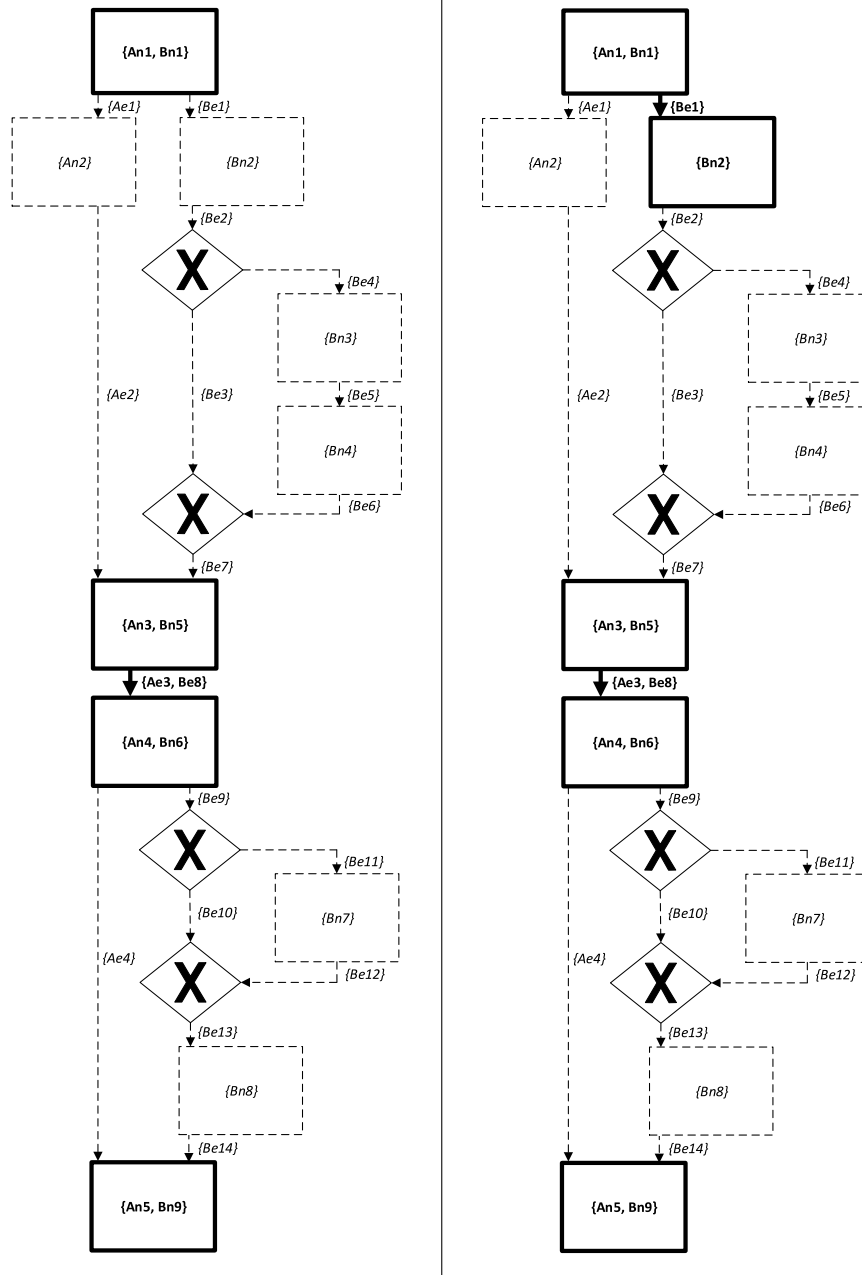 {An1, Bn1}
{Ae1}
{Be1}
{An2}
{Bn2}
{Be2}
X
{Be4}
{Bn3}
{Ae2}
{Be3}
{Be5}
{Bn4}
{Be6}
X
{Be7}
{An3, Bn5}
{Ae3, Be8}
{An4, Bn6}
{Be9}
X
{Be11}
{Be10}
{Bn7}
{Ae4}
{Be12}
X
{Be13}
{Bn8}
{Be14}
{An5, Bn9}
{An1, Bn1}
{Ae1}
{Be1}
{An2}
{Bn2}
{Be2}
X
{Be4}
{Bn3}
{Ae2}
{Be3}
{Be5}
{Bn4}
{Be6}
X
{Be7}
{An3, Bn5}
{Ae3, Be8}
{An4, Bn6}
{Be9}
X
{Be11}
{Be10}
{Bn7}
{Ae4}
{Be12}
X
{Be13}
{Bn8}
{Be14}
{An5, Bn9}